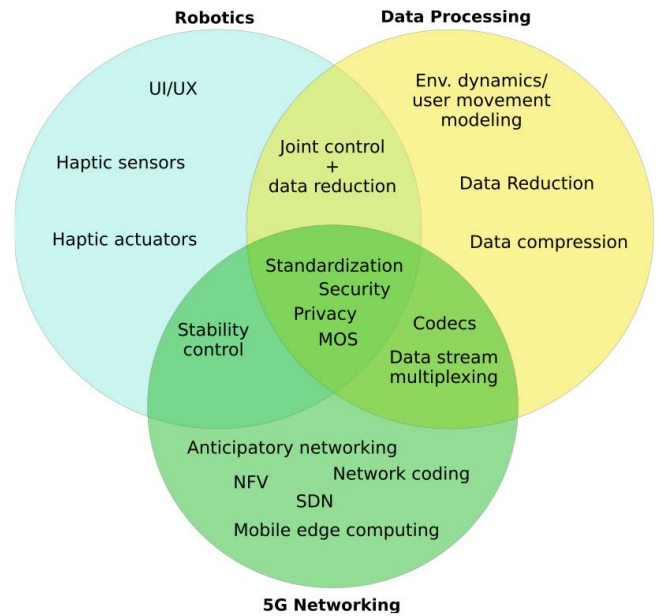 Robotics
Data Processing
UI/UX
Env. dynamics/
user movement
modeling
Joint control
+
data reduction
Haptic sensors
Data Reduction
Haptic actuators
Data compression
Standardization
Security
Privacy
MOS
Stability
control
Codecs
Data stream
multiplexing
Anticipatory networking
Network coding
NFV
SDN
Mobile edge computing
5G Networking